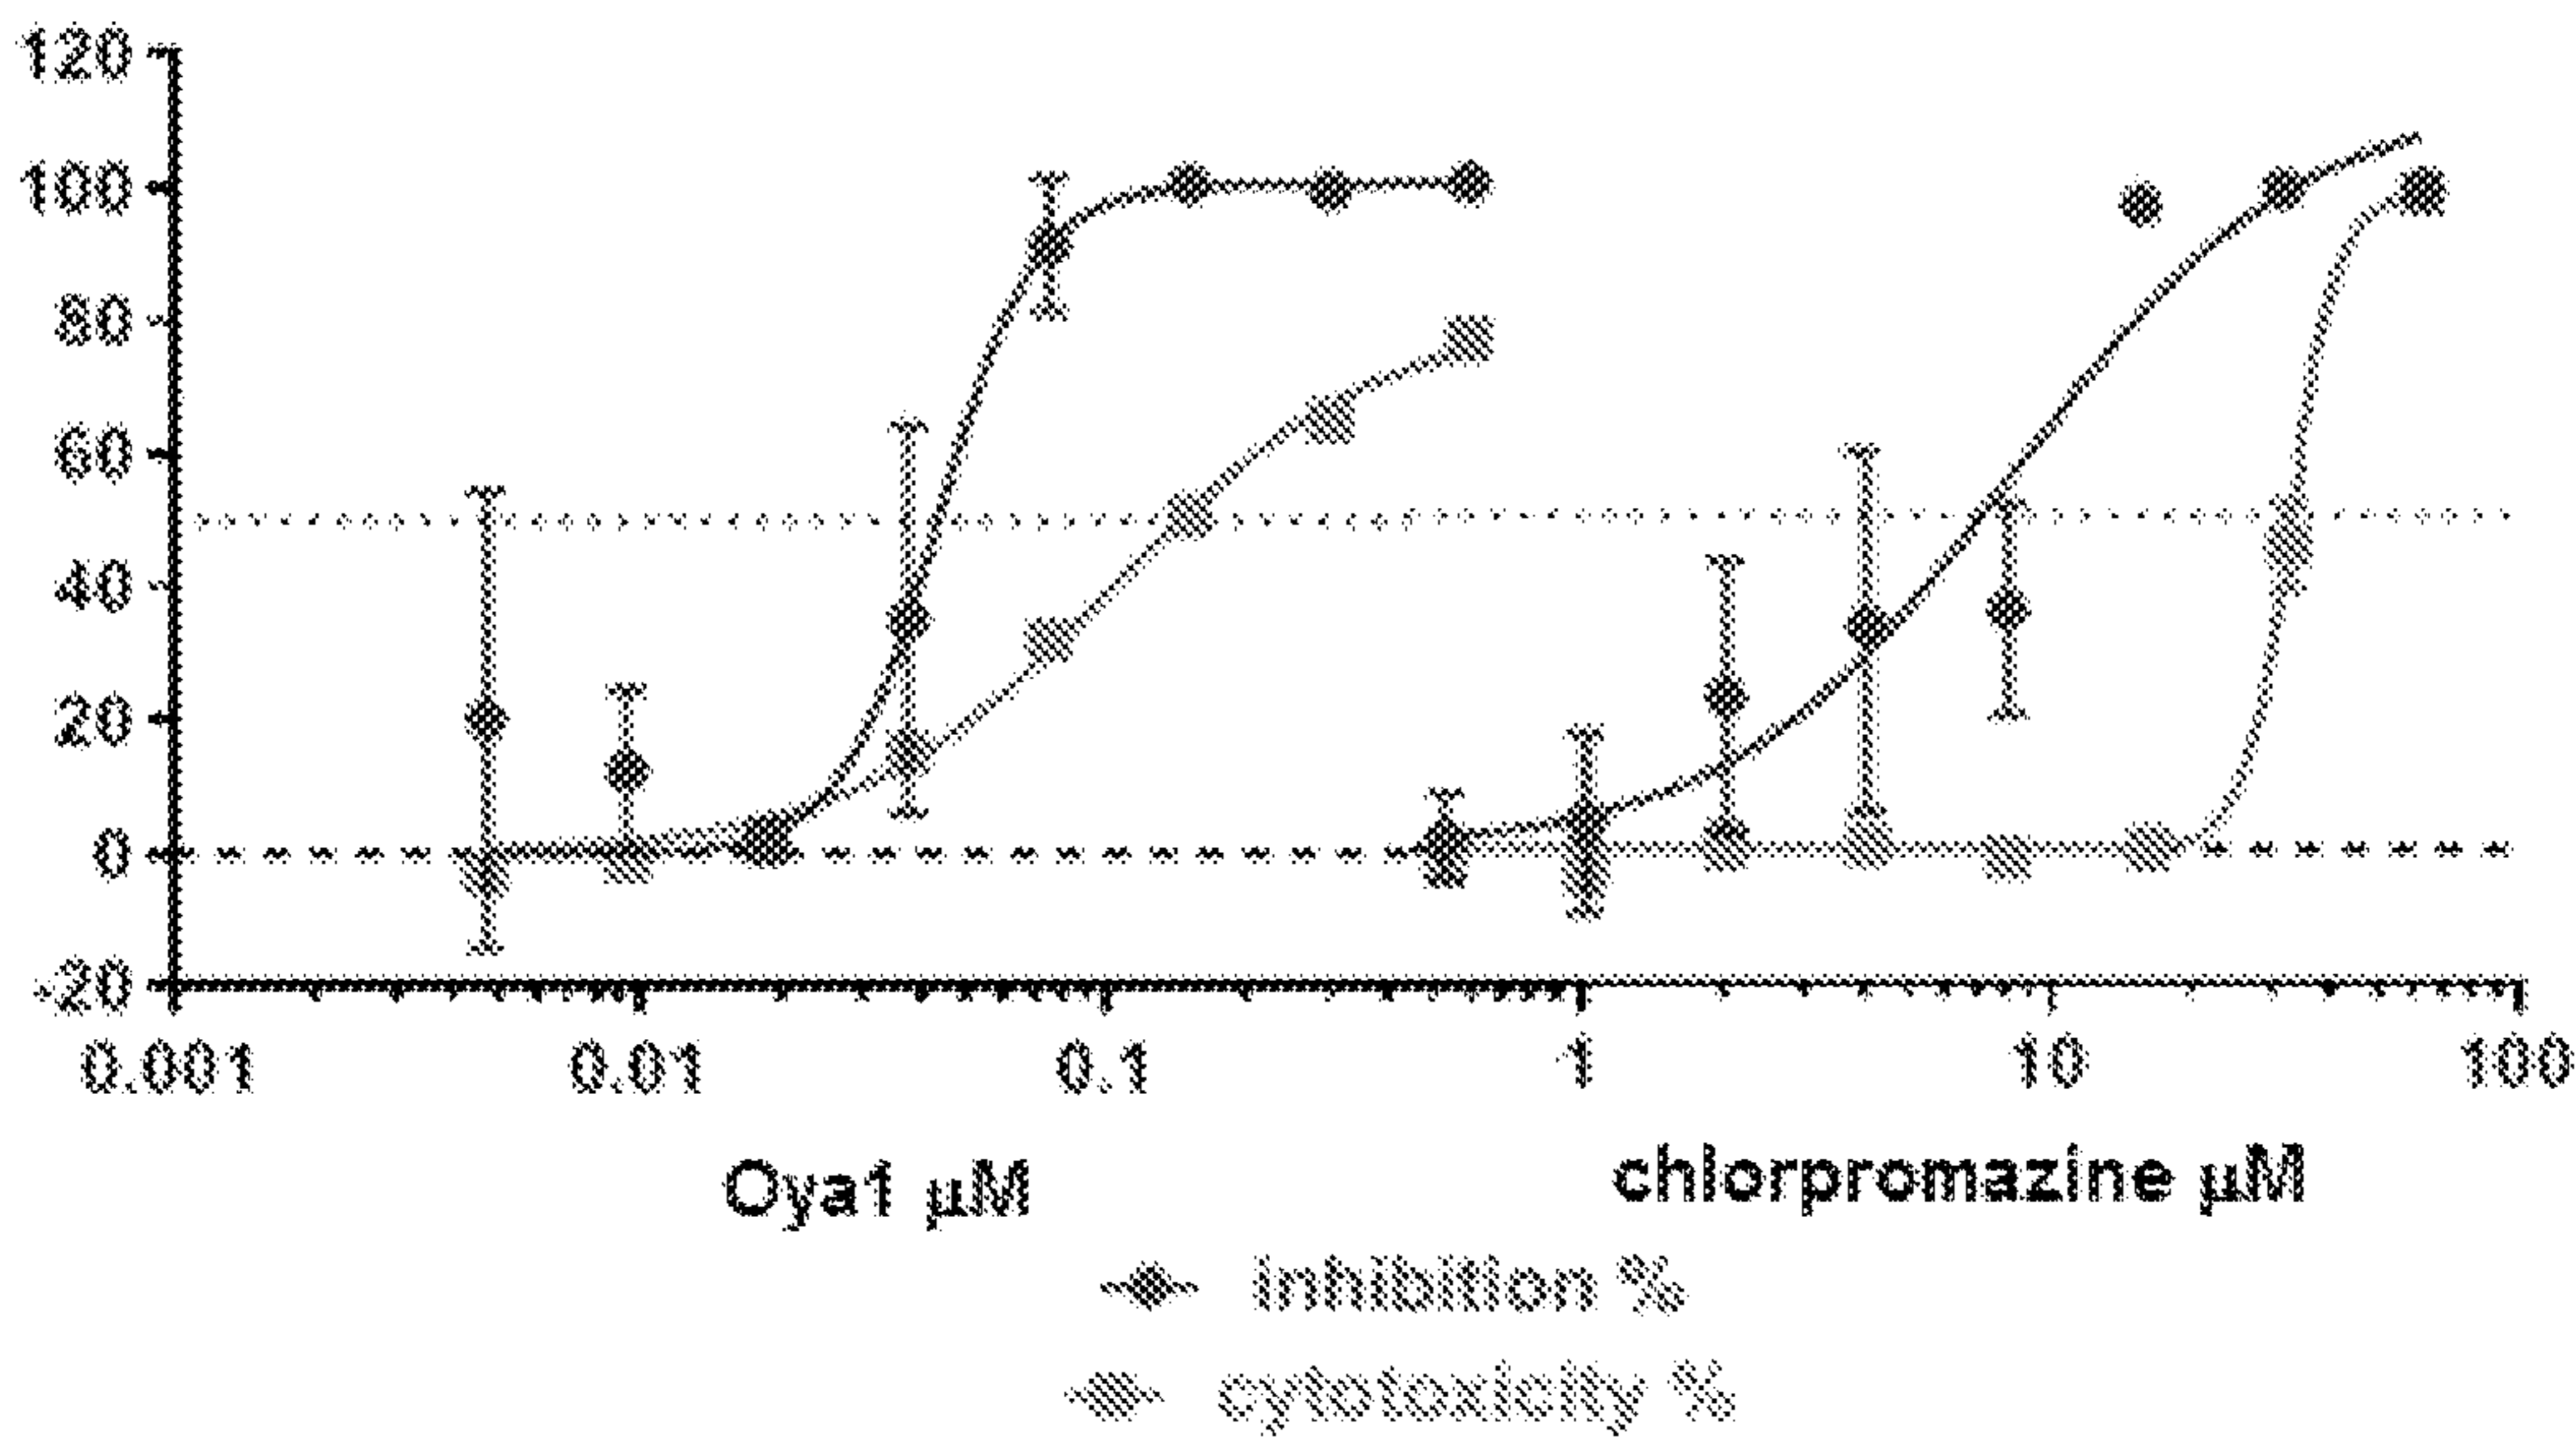 120
100
80
60
40
20
0
-20
0.001 0.01 0.1 1 10 100
Oya1 µM chlorpromazine µM
inhibition %
cytotoxicity %